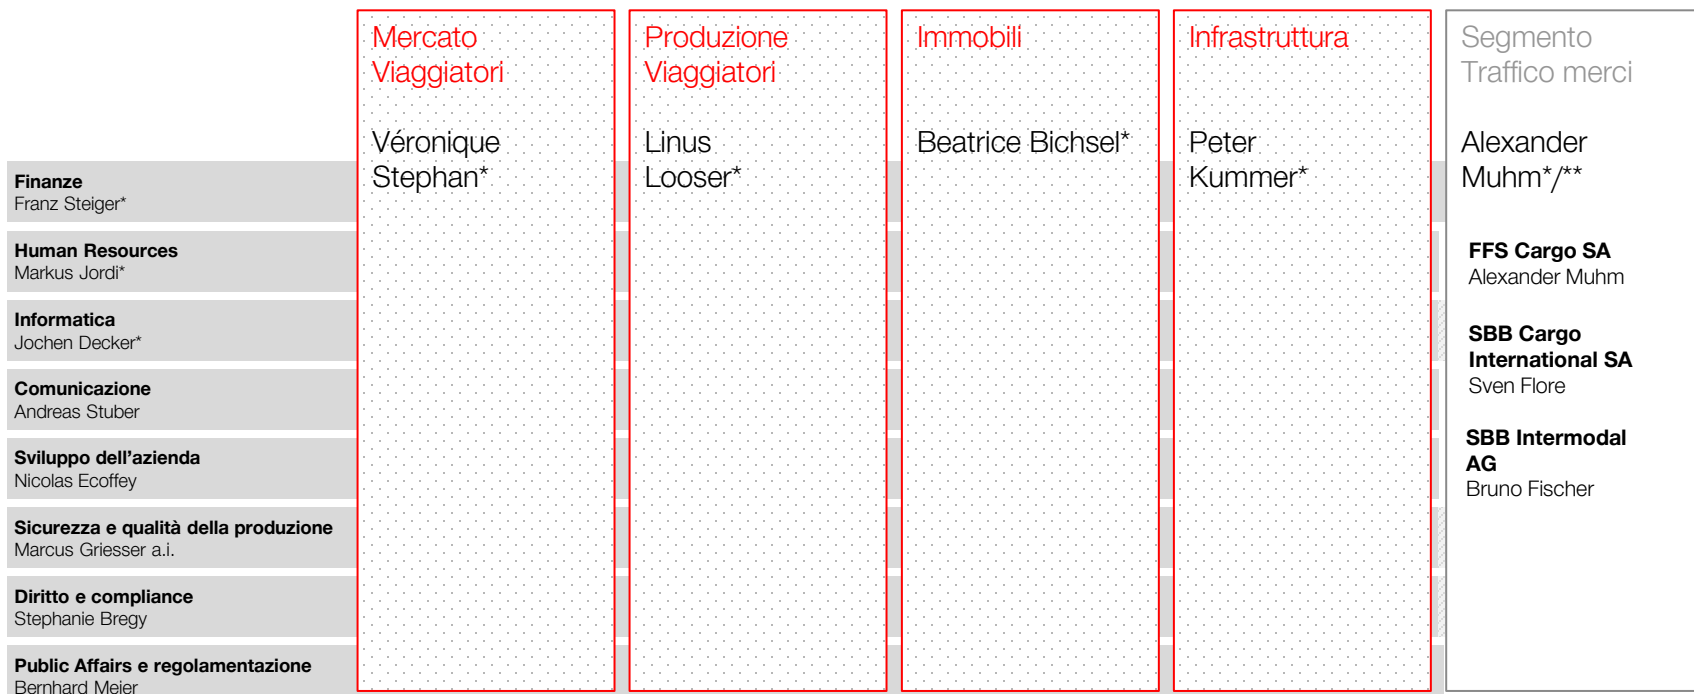 Mercato
Viaggiatori
Véronique
Stephan*
Produzione
Viaggiatori
Linus
Looser*
Immobili
Beatrice Bichsel*
Infrastruttura
Peter
Kummer*
Segmento
Traffico merci
Alexander
Muhm*/**
FFS Cargo SA
Alexander Muhm
SBB Cargo
International SA
Sven Flore
SBB Intermodal
AG
Bruno Fischer
Finanze
Franz Steiger*
Human Resources
Markus Jordi*
Informatica
Jochen Decker*
Comunicazione
Andreas Stuber
Sviluppo dell’azienda
Nicolas Ecoffey
Sicurezza e qualità della produzione
Marcus Griesser a.i.
Diritto e compliance
Stephanie Bregy
Public Affairs e regolamentazione
Bernhard Meier